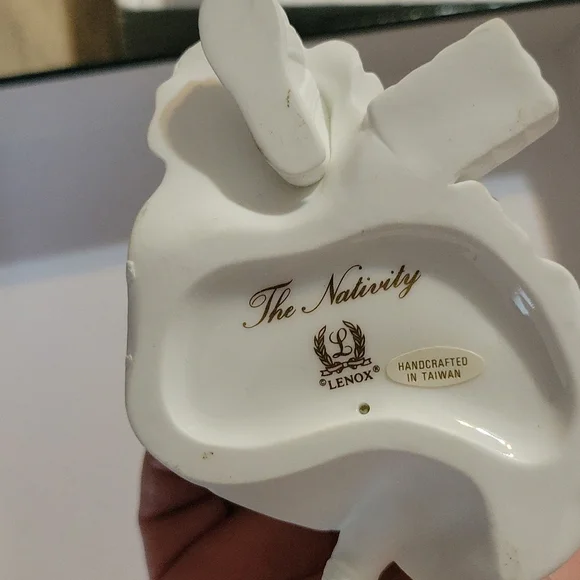 The Nativity
L
©LENOX®
HANDCRAFTED
IN TAIWAN